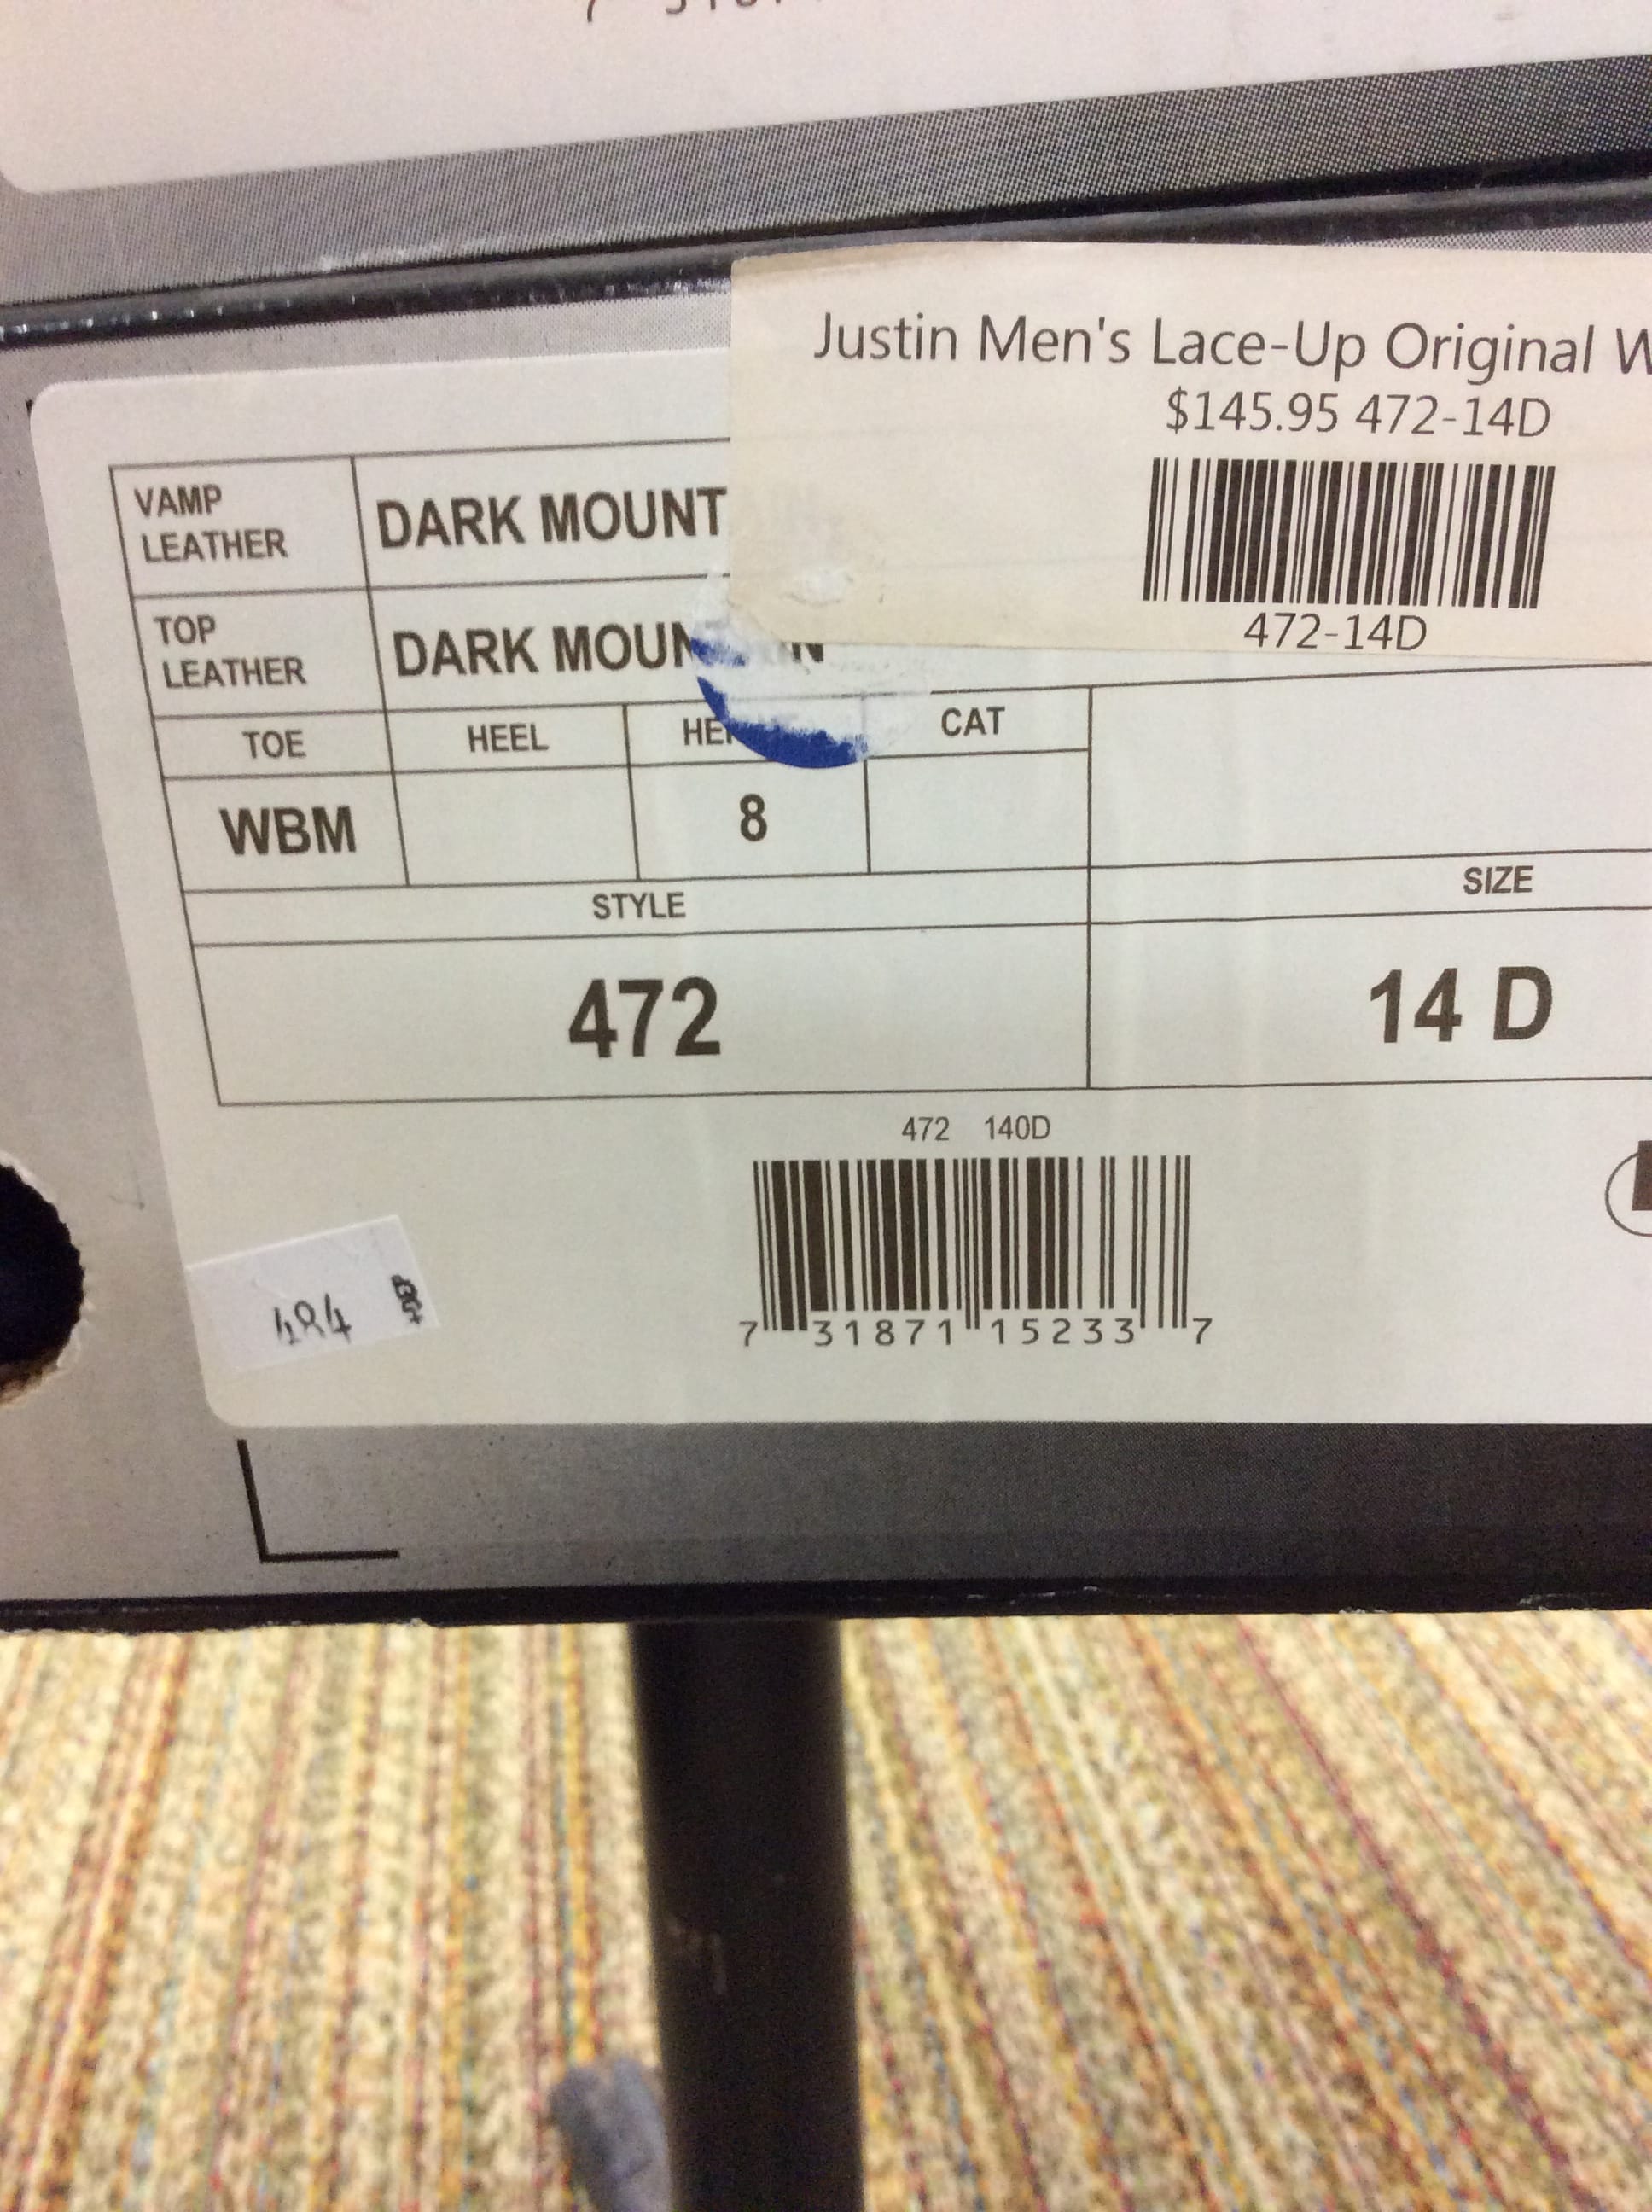 Justin Men's Lace-Up Original
$145.95 472-14D
472-14D
VAMP
LEATHER
DARK MOUNT
TOP
LEATHER
DARK MOUN
TOE
HEEL
CAT
WBM
8
STYLE
SIZE
472
14 D
472 140D
7 31871 15233 7
484